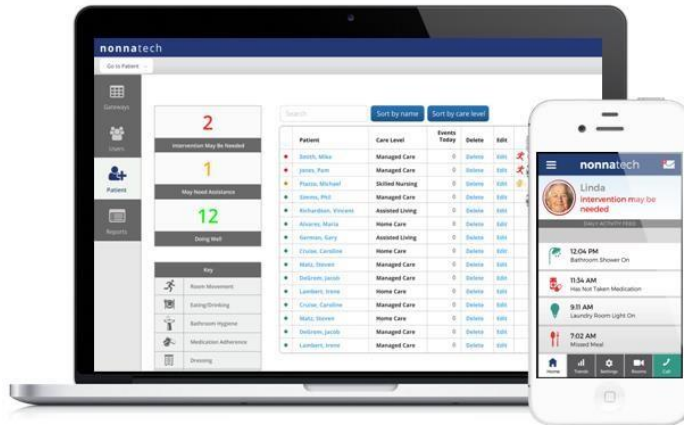 nonnatech
Go to Patient
Gateways
Users
Patient
Reports
2
Intervention May Be Needed
1
May Need Assistance
12
Doing Well
Key
Room Movement
Eating/Drinking
Bathroom Hygiene
Medication Adherence
Dressing
Search
Sort by name
Sort by care level
Patient Care Level Events Today Delete Edit
Smith, Mike Managed Care 0 Delete Edit
Jones, Pam Managed Care 0 Delete Edit
Piazza, Michael Skilled Nursing 0 Delete Edit
Simms, Phil Managed Care 0 Delete Edit
Richardson, Vincent Assisted Living 0 Delete Edit
Alvarez, Maria Home Care 0 Delete Edit
Garmon, Gary Assisted Living 0 Delete Edit
Cruise, Caroline Home Care 0 Delete Edit
Matz, Steven Managed Care 0 Delete Edit
DeGrom, Jacob Managed Care 0 Delete Edit
Lambert, Irene Home Care 0 Delete Edit
Cruise, Caroline Managed Care 0 Delete Edit
Matz, Steven Home Care 0 Delete Edit
DeGrom, Jacob Managed Care 0 Delete Edit
Lambert, Irene Managed Care 0 Delete Edit
nonnatech
Linda
intervention may be
needed
DAILY ACTIVITY FEED
12:04 PM
Bathroom Shower On
11:34 AM
Has Not Taken Medication
9:11 AM
Laundry Room Light On
7:02 AM
Missed Meal
Home
Trends
Settings
Rooms
Call